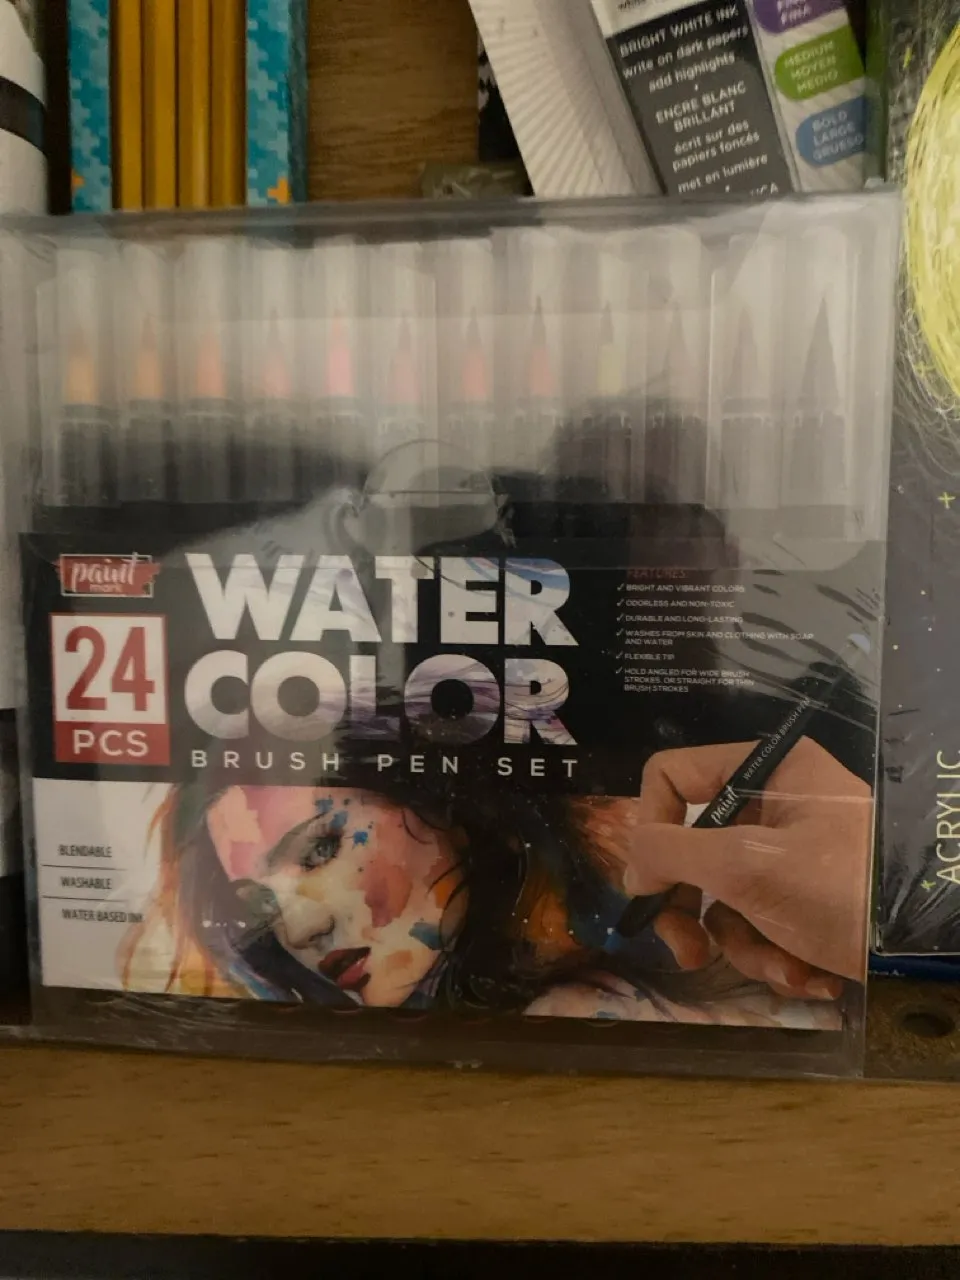 BRIGHT WHITE INK
write on dark papers
add highlights
•
ENCRE BLANC
BRILLANT
écrit sur des
papiers foncés
met en lumière
FINA
MEDIUM
MOYEN
MEDIO
BOLD
LARGE
GRUESO
paint
mark
24
PCS
WATER
COLOR
BRUSH PEN SET
FEATURES:
✓ BRIGHT AND VIBRANT COLORS
✓ ODORLESS AND NON-TOXIC
✓ DURABLE AND LONG-LASTING
✓ WASHES FROM SKIN AND CLOTHING WITH SOAP
AND WATER
✓ FLEXIBLE TIP
✓ HOLD ANGLED FOR WIDE BRUSH
STROKES, OR STRAIGHT FOR THIN
BRUSH STROKES
paint WATER COLOR BRUSH PEN
BLENDABLE
WASHABLE
WATER BASED INK
ACRYLIC